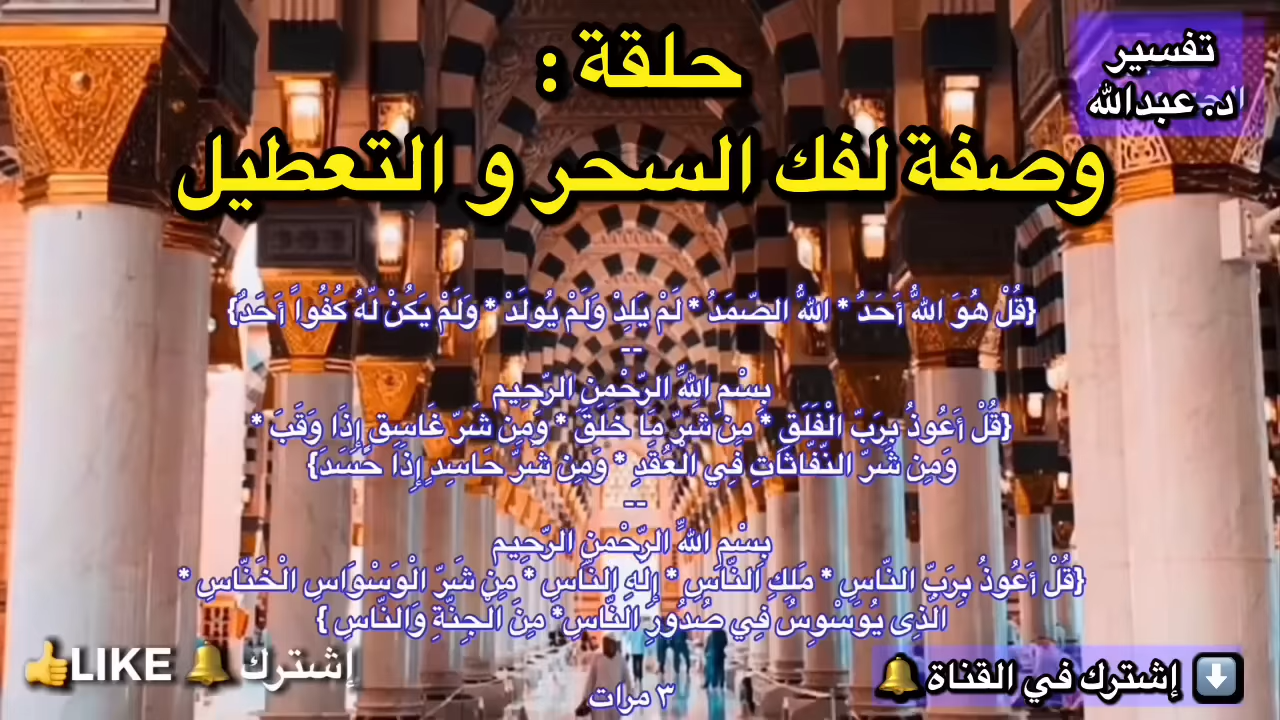 حلقة :
تفسير
د. عبدالله
وصفة لفك السحر و التعطيل
{قُلْ هُوَ اللهُ أَحَدٌ * اللهُ الصَّمَدُ * لَمْ يَلِدْ وَلَمْ يُولَدْ * وَلَمْ يَكُنْ لَّهُ كُفُواً أَحَدٌ}
--
بِسْمِ اللهِ الرَّحْمنِ الرَّحِيم
{قُلْ أَعُوذُ بِرَبِّ الْفَلَقِ * مِن شَرِّ مَا خَلَقَ * وَمِن شَرِّ غَاسِقٍ إِذَا وَقَبَ *
وَمِن شَرِّ النَّفَّاثَاتِ فِي الْعُقَدِ * وَمِن شَرِّ حَاسِدٍ إِذَا حَسَدَ}
--
بِسْمِ اللهِ الرَّحْمنِ الرَّحِيم
{قُلْ أَعُوذُ بِرَبِّ النَّاسِ * مَلِكِ النَّاسِ * إِلَهِ النَّاسِ * مِن شَرِّ الْوَسْوَاسِ الْخَنَّاسِ *
الَّذِى يُوَسْوِسُ فِي صُدُورِ النَّاسِ* مِنَ الْجِنَّةِ وَالنَّاسِ }
👍LIKE 🔔إشترك
إشترك في القناة🔔
٣ مرات